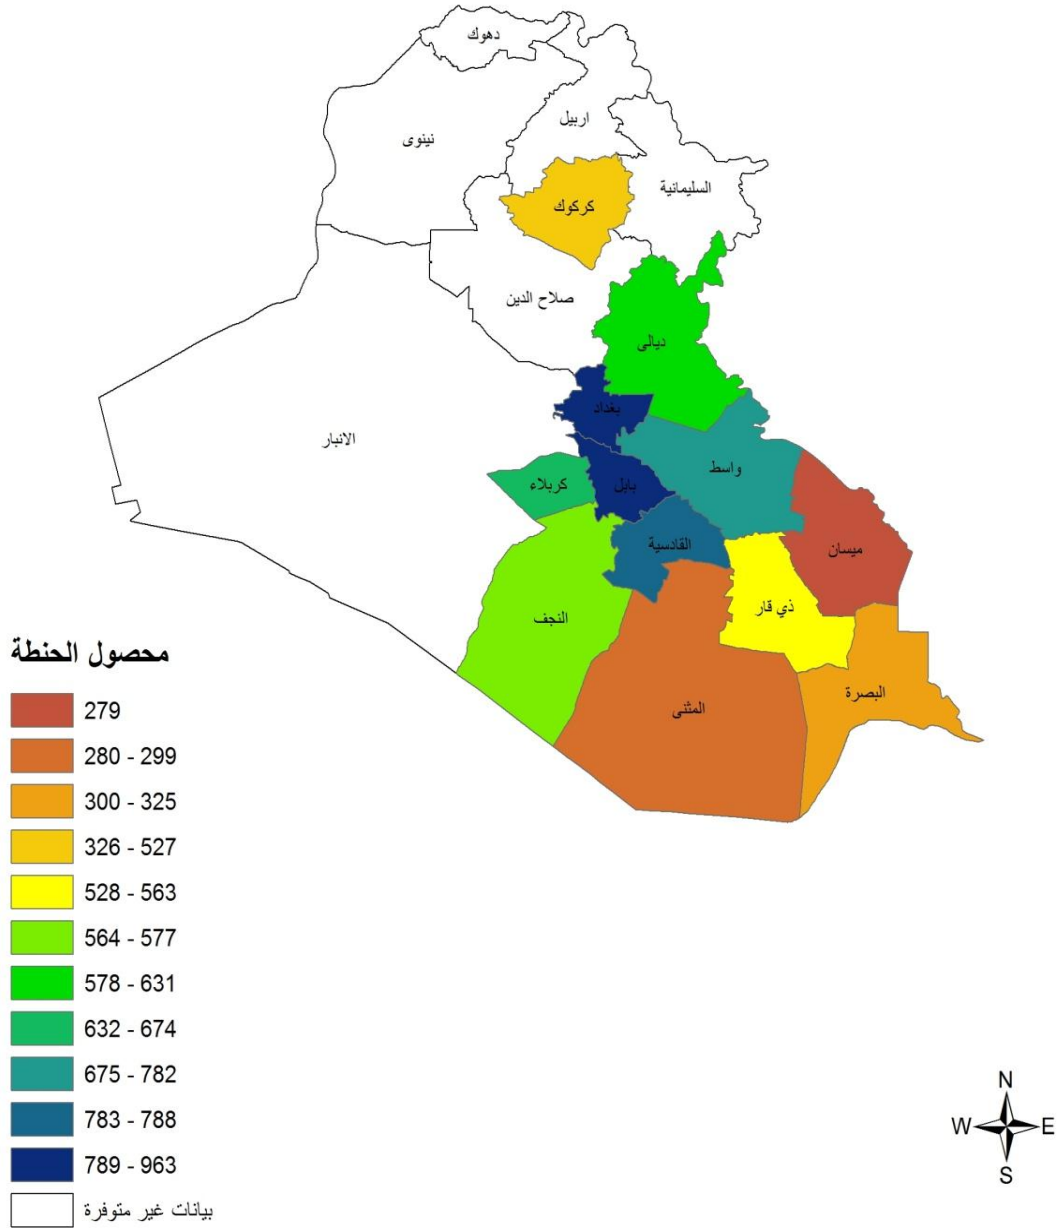 دهوك
نينوى
اربيل
السليمانية
كركوك
صلاح الدين
ديالى
بغداد
الانبار
واسط
كربلاء
بابل
القادسية
ميسان
النجف
ذي قار
المثنى
البصرة
محصول الحنطة
279
280 - 299
300 - 325
326 - 527
528 - 563
564 - 577
578 - 631
632 - 674
675 - 782
783 - 788
789 - 963
بيانات غير متوفرة
N
W E
S